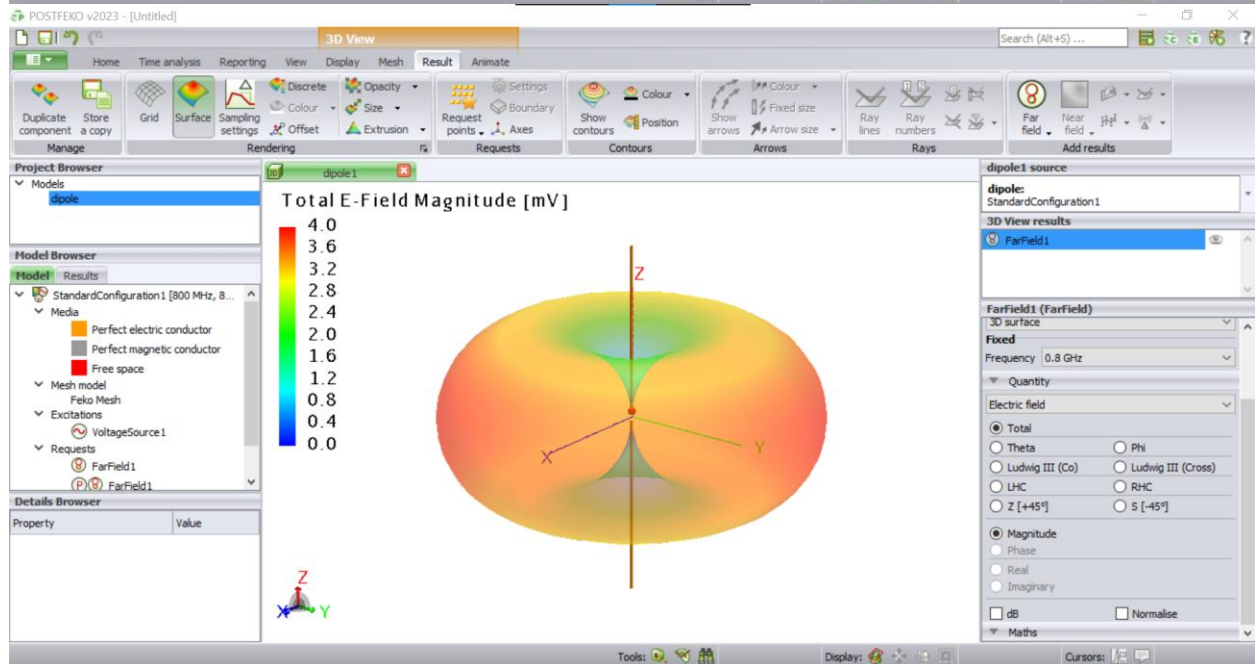 POSTFEKO v2023 - [Untitled]
3D View
Search (Alt+S) ...
Home Time analysis Reporting View Display Mesh Result Animate
Duplicate component
Store a copy
Manage
Grid
Surface
Sampling settings
Discrete
Colour
Offset
Opacity
Size
Extrusion
Rendering
Request points
Settings
Boundary
Axes
Requests
Show contours
Colour
Position
Contours
Show arrows
Colour
Fixed size
Arrow size
Arrows
Ray lines
Ray numbers
Rays
Far field
Near field
Add results
Project Browser
Models
dipole
Model Browser
Model Results
StandardConfiguration1 [800 MHz, 8...
Media
Perfect electric conductor
Perfect magnetic conductor
Free space
Mesh model
Feko Mesh
Excitations
VoltageSource1
Requests
FarField1
FarField1
Details Browser
Property Value
3D dipole1
Total E-Field Magnitude [mV]
4.0
3.6
3.2
2.8
2.4
2.0
1.6
1.2
0.8
0.4
0.0
Z
X
Y
Z
X
Y
dipole1 source
dipole:
StandardConfiguration1
3D View results
FarField1
FarField1 (FarField)
3D surface
Fixed
Frequency 0.8 GHz
Quantity
Electric field
Total
Theta Phi
Ludwig III (Co) Ludwig III (Cross)
LHC RHC
Z [+45º] S [-45º]
Magnitude
Phase
Real
Imaginary
dB Normalise
Maths
Tools: Display: Cursors: